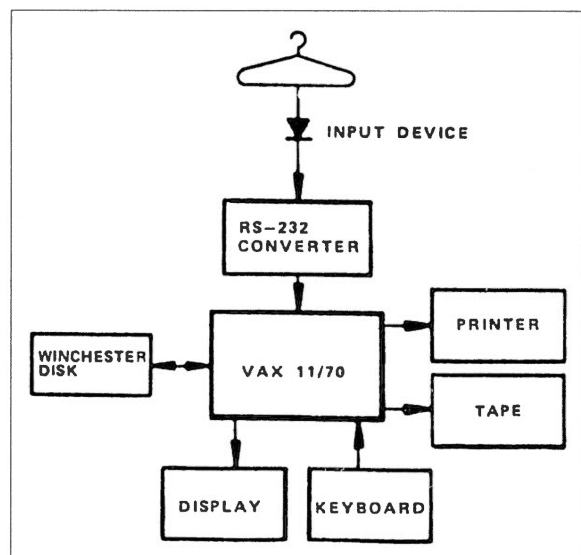 INPUT DEVICE
RS-232
CONVERTER
PRINTER
WINCHESTER
DISK
VAX 11/70
TAPE
DISPLAY
KEYBOARD